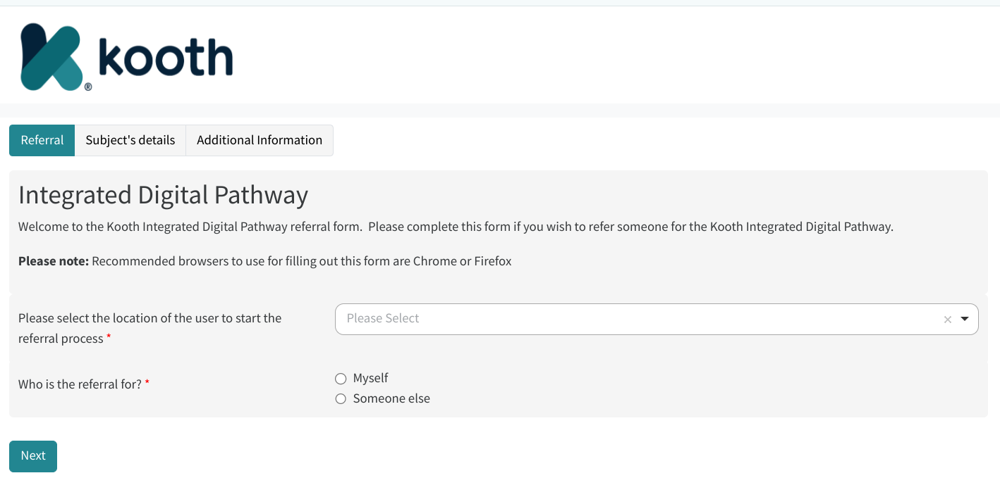 kooth
®
Referral
Subject's details
Additional Information
Integrated Digital Pathway
Welcome to the Kooth Integrated Digital Pathway referral form.  Please complete this form if you wish to refer someone for the Kooth Integrated Digital Pathway.
Please note: Recommended browsers to use for filling out this form are Chrome or Firefox
Please select the location of the user to start the
referral process *
Please Select
Who is the referral for? *
Myself
Someone else
Next